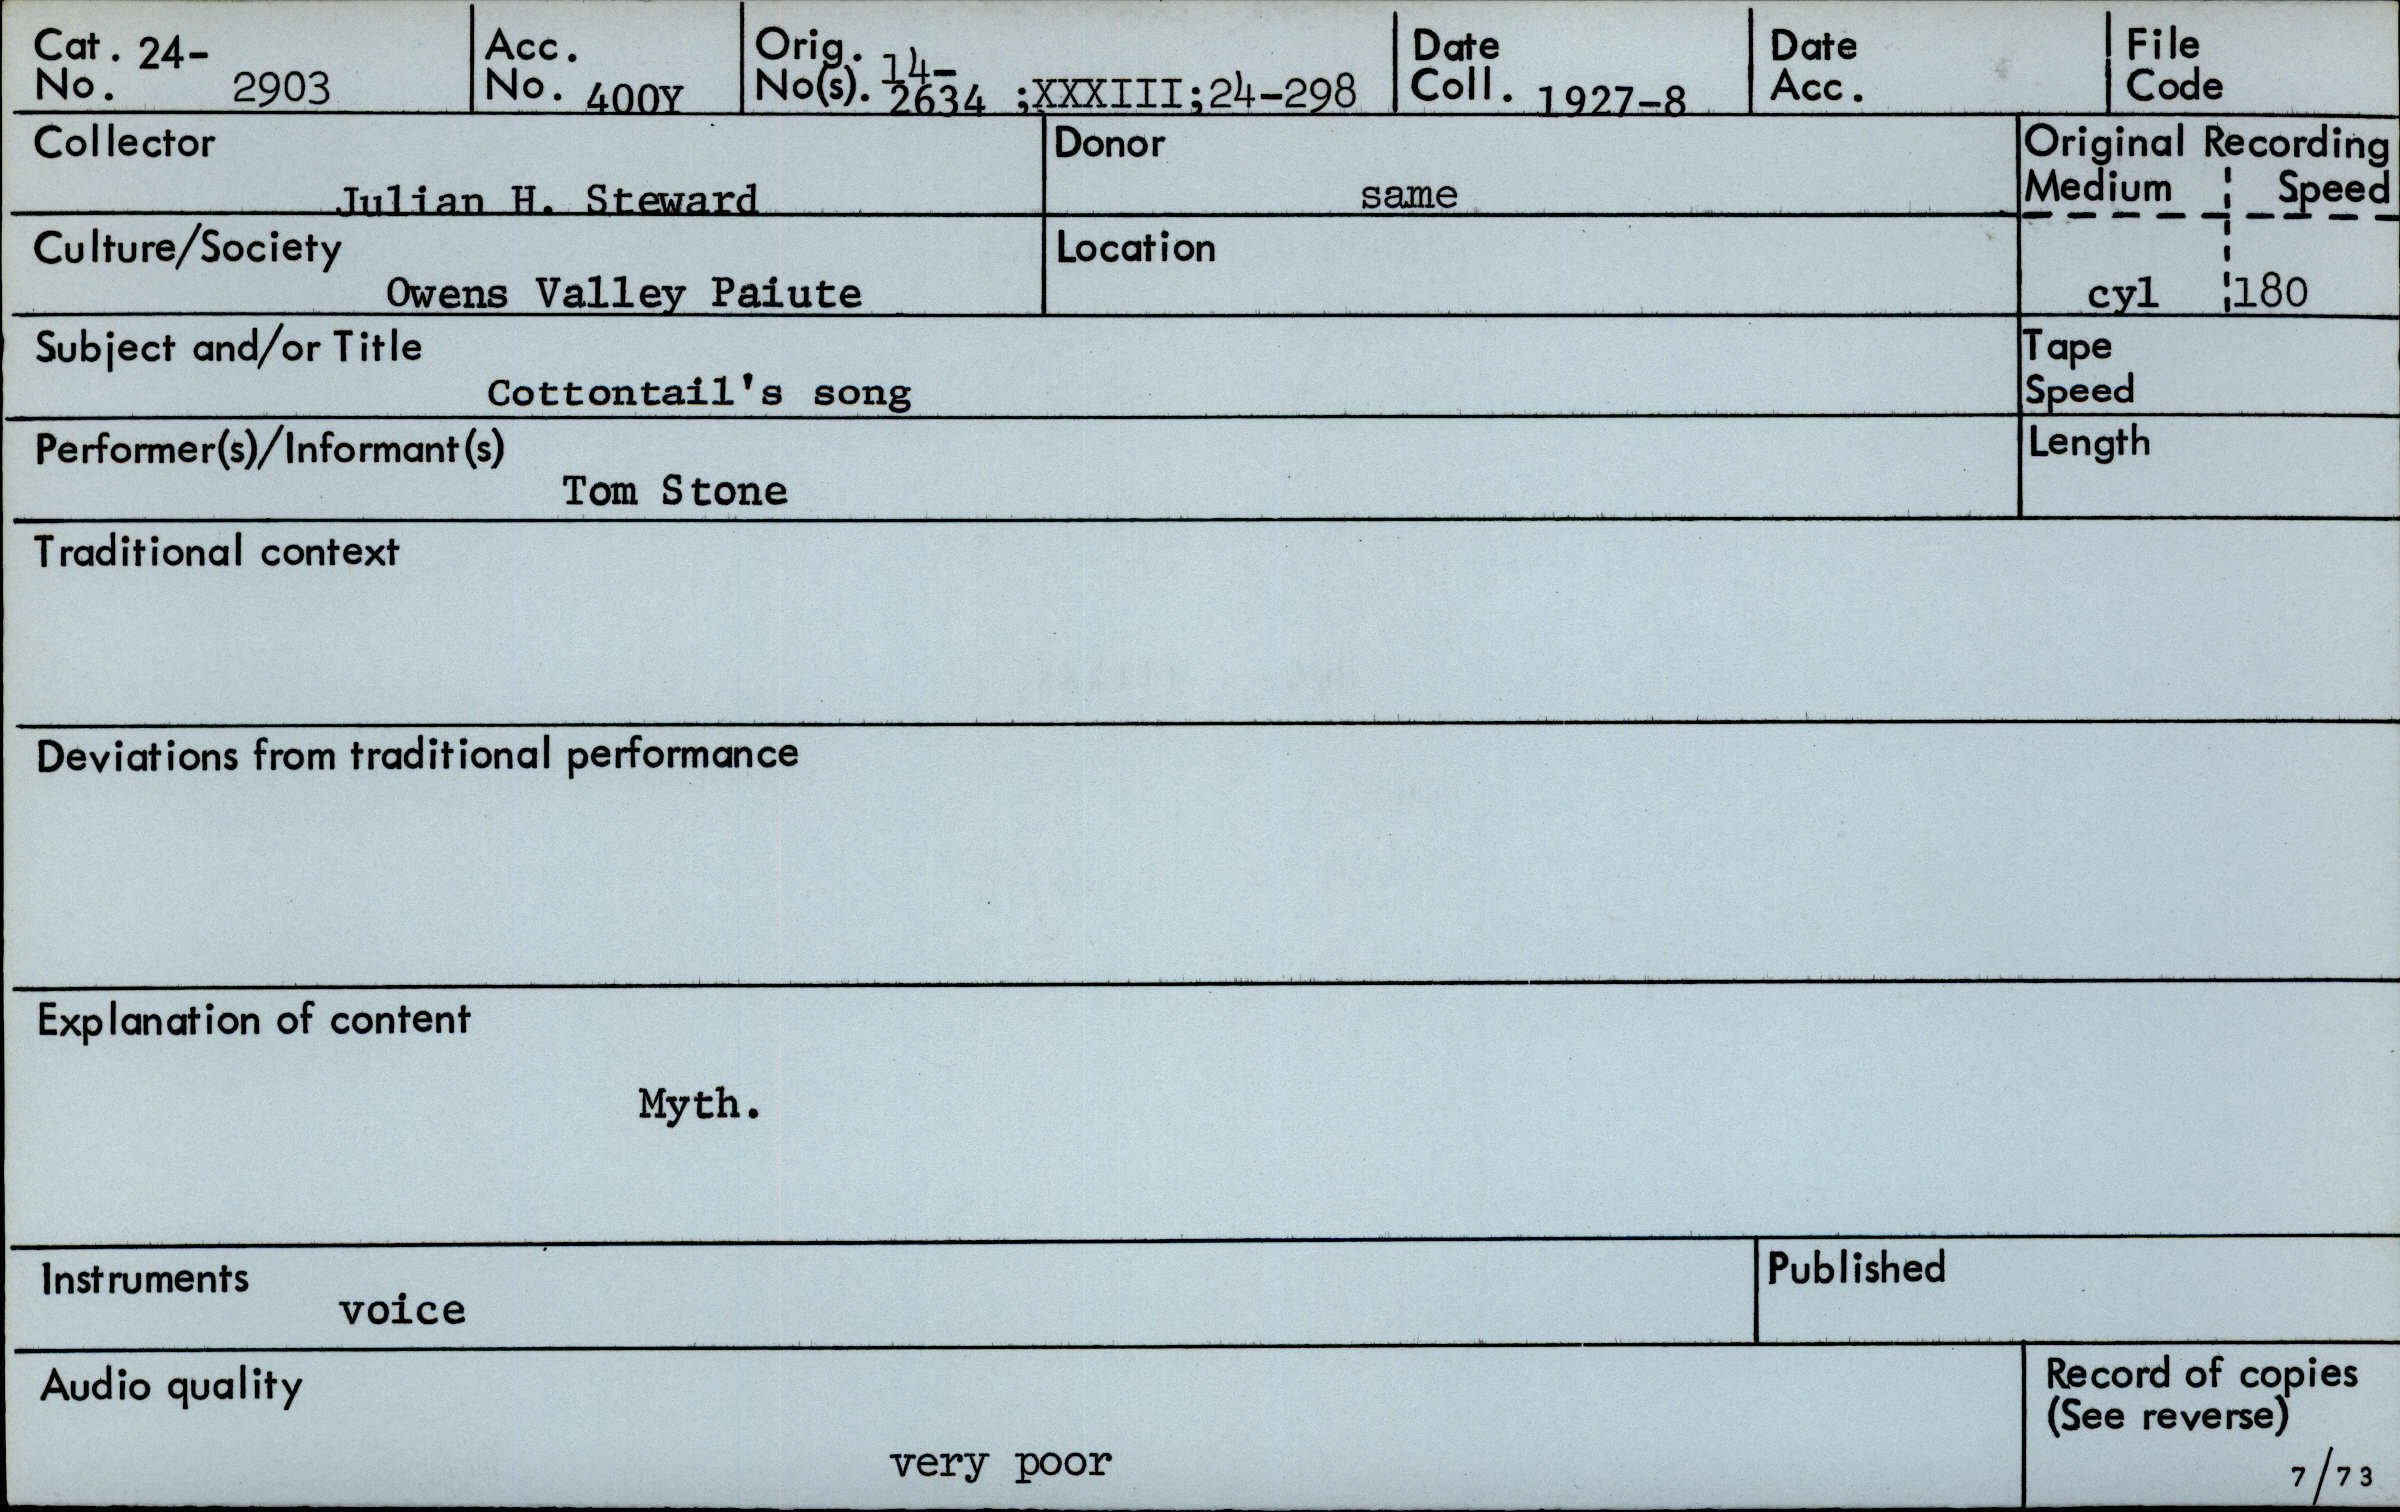 Cat. 24-
No. 2903
Acc.
No. 400Y
Orig. 14-
No(s). 2634 ;XXXIII;24-298
Date
Coll. 1927-8
Date
Acc.
File
Code
Collector
Julian H. Steward
Donor
same
Original Recording
Medium Speed
cyl 180
Culture/Society
Owens Valley Paiute
Location
Subject and/or Title
Cottontail's song
Tape
Speed
Performer(s)/Informant(s)
Tom Stone
Length
Traditional context
Deviations from traditional performance
Explanation of content
Myth.
Instruments
voice
Published
Audio quality
very poor
Record of copies
(See reverse)
7/73